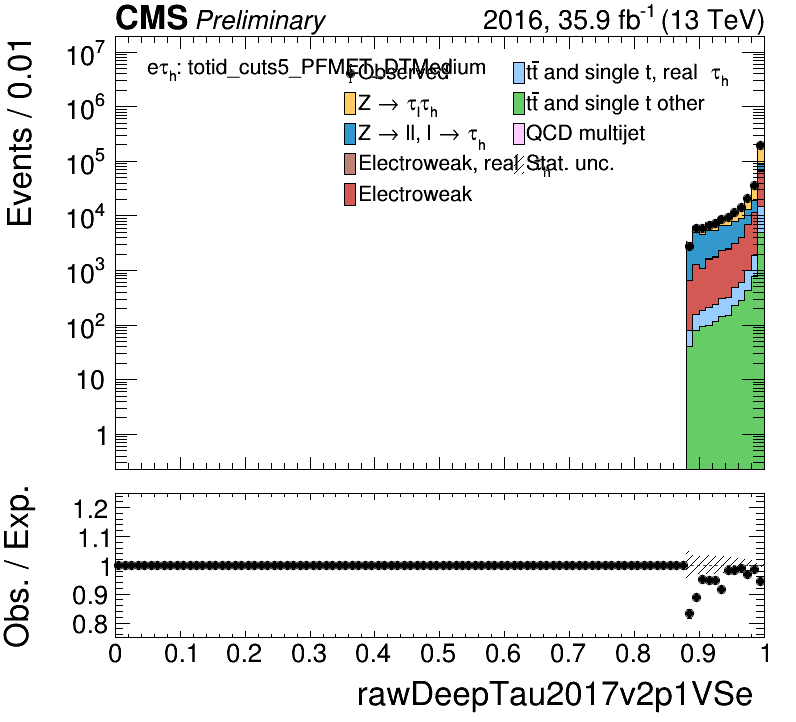 CMS Preliminary 2016, 35.9 fb⁻¹ (13 TeV)
Events / 0.01
10⁷
10⁶
10⁵
10⁴
10³
10²
10
1
eτₕ: totid_cuts5_PFMET_DTMedium
Observed
Z → τₗτₕ
Z → ll, l → τₕ
Electroweak, real τₕ
Electroweak
tt̄ and single t, real τₕ
tt̄ and single t other
QCD multijet
Stat. unc.
Obs. / Exp.
1.2
1.1
1
0.9
0.8
0 0.1 0.2 0.3 0.4 0.5 0.6 0.7 0.8 0.9 1
rawDeepTau2017v2p1VSe